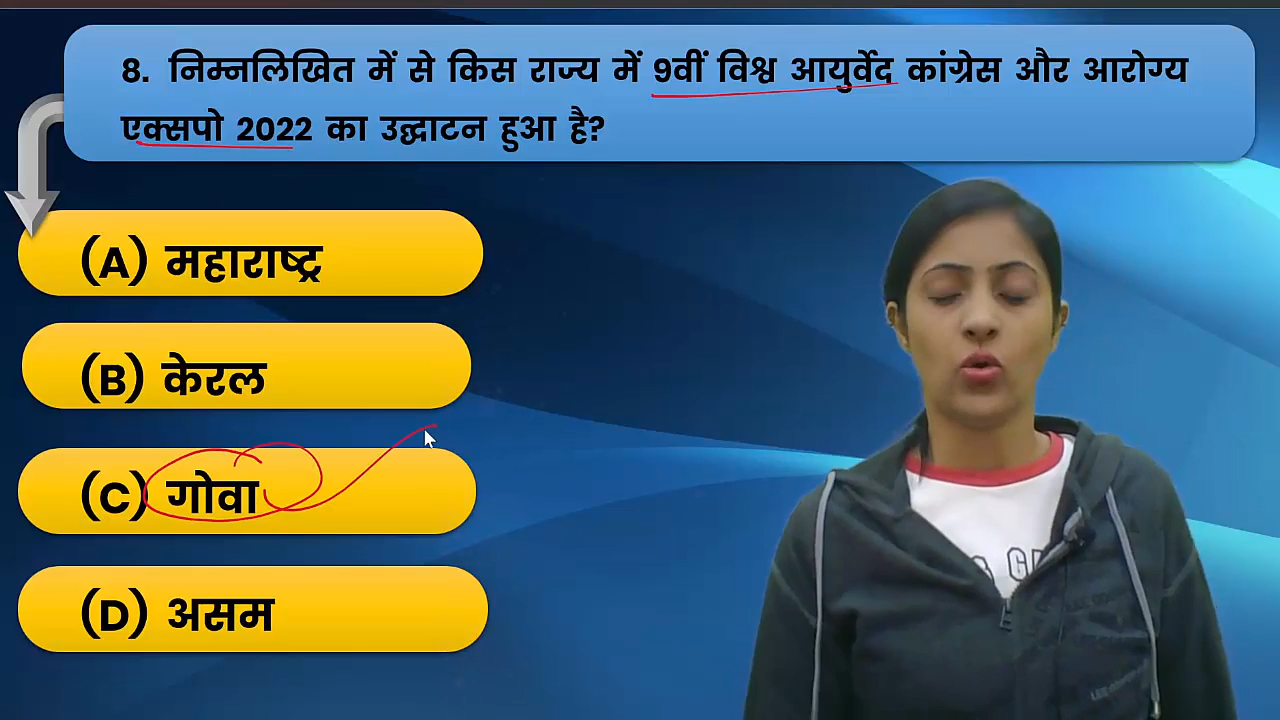 8. निम्नलिखित में से किस राज्य में 9वीं विश्व आयुर्वेद कांग्रेस और आरोग्य
एक्सपो 2022 का उद्घाटन हुआ है?
(A) महाराष्ट्र
(B) केरल
(C) गोवा
(D) असम